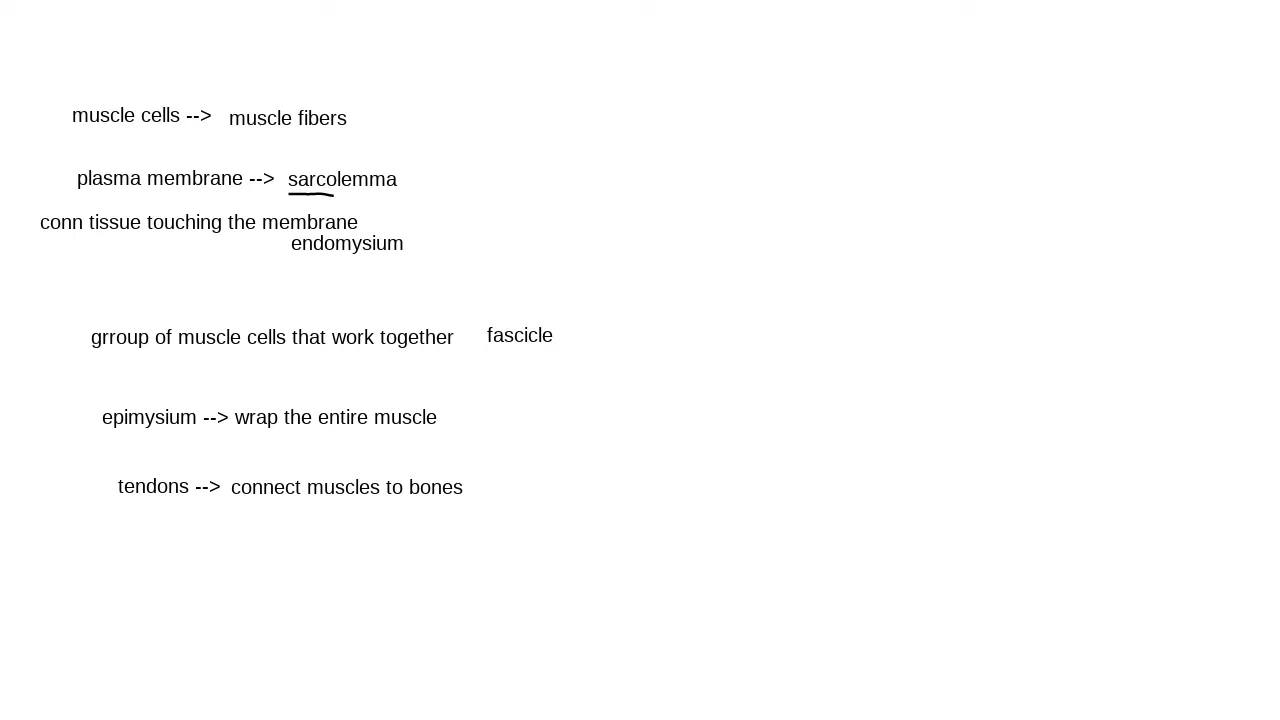 muscle cells --> muscle fibers
plasma membrane --> sarcolemma
conn tissue touching the membrane
endomysium
grroup of muscle cells that work together fascicle
epimysium --> wrap the entire muscle
tendons --> connect muscles to bones